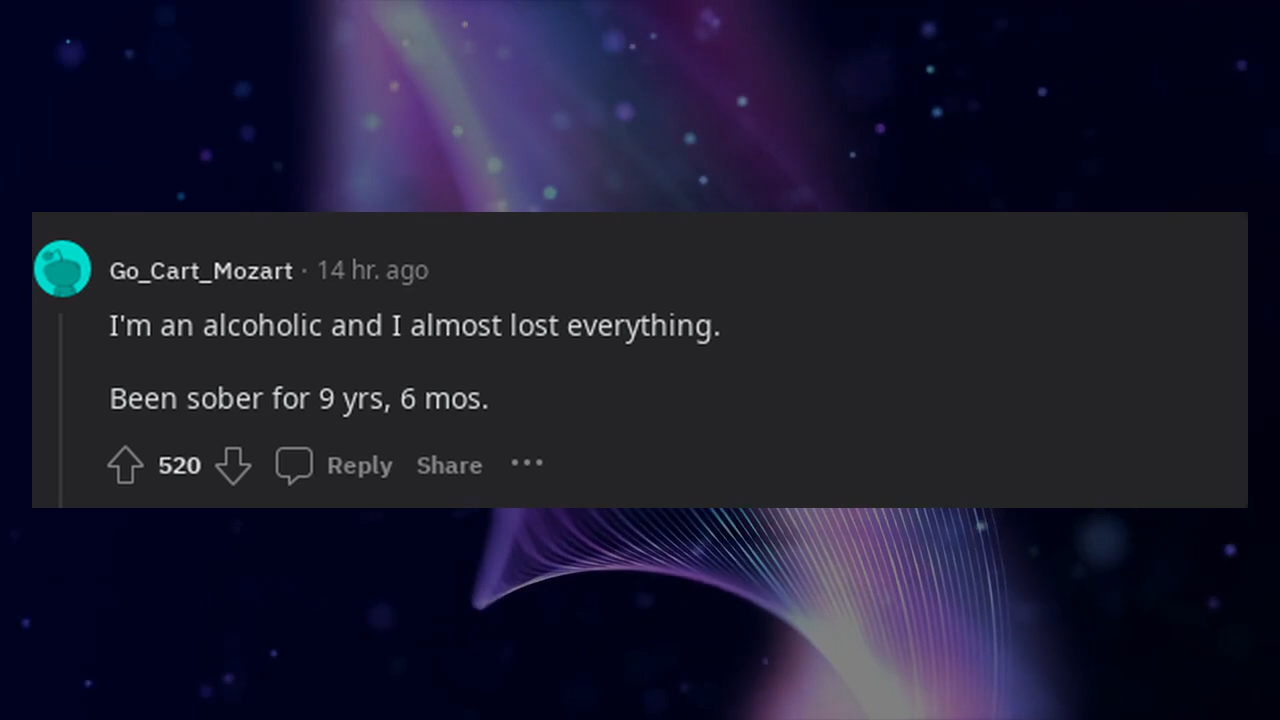 Go_Cart_Mozart · 14 hr. ago
I'm an alcoholic and I almost lost everything.
Been sober for 9 yrs, 6 mos.
520 Reply Share ···